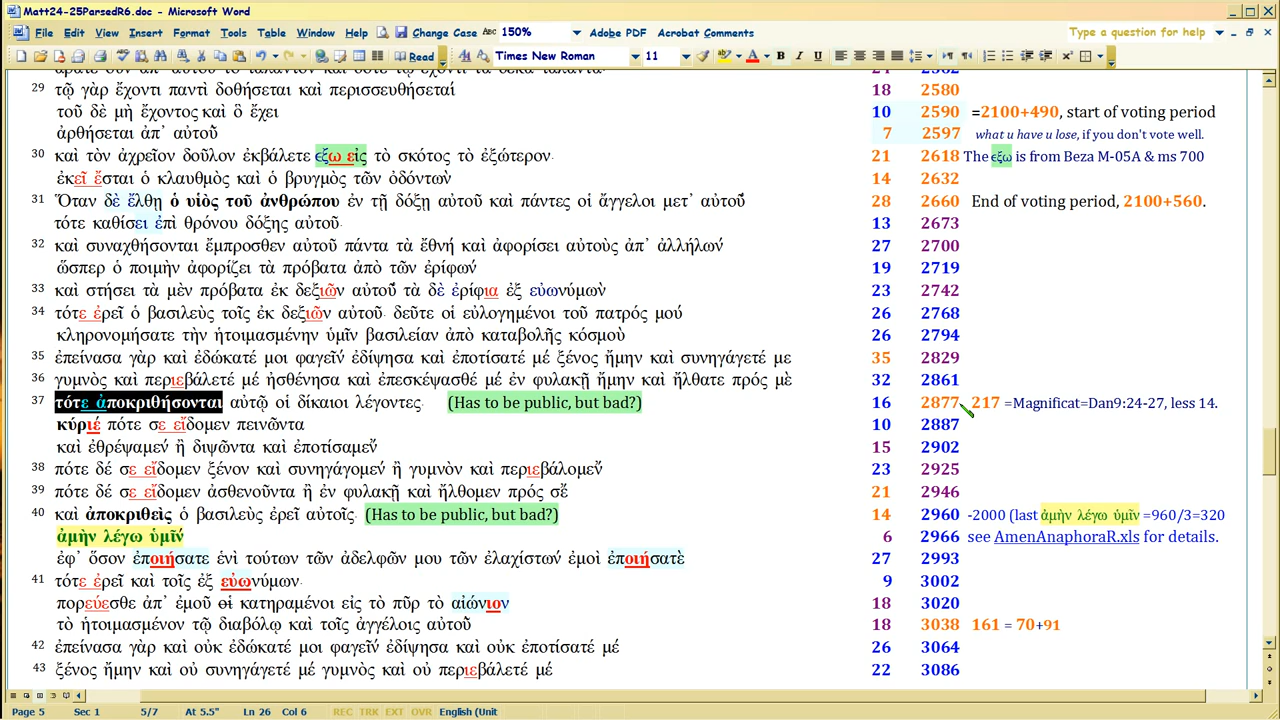 Matt24-25ParsedR6.doc - Microsoft Word
File Edit View Insert Format Tools Table Window Help Change Case 150% Adobe PDF Acrobat Comments Type a question for help
Read Times New Roman 11
29 τῷ γὰρ ἔχοντι παντὶ δοθήσεται καὶ περισσευθήσεταί 18 2580
τοῦ δὲ μὴ ἔχοντος καὶ ὃ ἔχει 10 2590 =2100+490, start of voting period
ἀρθήσεται ἀπ᾽ αὐτοῦ 7 2597 what u have u lose, if you don't vote well.
30 καὶ τὸν ἀχρεῖον δοῦλον ἐκβάλετε ἐξω εἰς τὸ σκότος τὸ ἐξώτερον· 21 2618 The ἐξω is from Beza M-05A & ms 700
ἐκεῖ ἔσται ὁ κλαυθμὸς καὶ ὁ βρυγμὸς τῶν ὀδόντων 14 2632
31 Ὅταν δὲ ἔλθῃ ὁ υἱὸς τοῦ ἀνθρώπου ἐν τῇ δόξῃ αὐτοῦ καὶ πάντες οἱ ἄγγελοι μετ᾽ αὐτοῦ 28 2660 End of voting period, 2100+560.
τότε καθίσει ἐπὶ θρόνου δόξης αὐτοῦ· 13 2673
32 καὶ συναχθήσονται ἔμπροσθεν αὐτοῦ πάντα τὰ ἔθνη καὶ ἀφορίσει αὐτοὺς ἀπ᾽ ἀλλήλων 27 2700
ὥσπερ ὁ ποιμὴν ἀφορίζει τὰ πρόβατα ἀπὸ τῶν ἐρίφων 19 2719
33 καὶ στήσει τὰ μὲν πρόβατα ἐκ δεξιῶν αὐτοῦ τὰ δὲ ἐρίφια ἐξ εὐωνύμων 23 2742
34 τότε ἐρεῖ ὁ βασιλεὺς τοῖς ἐκ δεξιῶν αὐτοῦ· δεῦτε οἱ εὐλογημένοι τοῦ πατρός μού 26 2768
κληρονομήσατε τὴν ἡτοιμασμένην ὑμῖν βασιλείαν ἀπὸ καταβολῆς κόσμού 26 2794
35 ἐπείνασα γὰρ καὶ ἐδώκατέ μοι φαγεῖν ἐδίψησα καὶ ἐποτίσατέ μέ ξένος ἤμην καὶ συνηγάγετέ με 35 2829
36 γυμνὸς καὶ περιεβάλετέ μέ ἠσθένησα καὶ ἐπεσκέψασθέ μέ ἐν φυλακῇ ἤμην καὶ ἤλθατε πρός μὲ 32 2861
37 τότε ἀποκριθήσονται αὐτῷ οἱ δίκαιοι λέγοντες· (Has to be public, but bad?) 16 2877 217 =Magnificat=Dan9:24-27, less 14.
κύριέ πότε σε εἴδομεν πεινῶντα 10 2887
καὶ ἐθρέψαμεν ἢ διψῶντα καὶ ἐποτίσαμεν 15 2902
38 πότε δέ σε εἴδομεν ξένον καὶ συνηγάγομεν ἢ γυμνὸν καὶ περιεβάλομεν 23 2925
39 πότε δέ σε εἴδομεν ἀσθενοῦντα ἢ ἐν φυλακῇ καὶ ἤλθομεν πρός σἔ 21 2946
40 καὶ ἀποκριθεὶς ὁ βασιλεὺς ἐρεῖ αὐτοῖς· (Has to be public, but bad?) 14 2960 -2000 (last ἀμὴν λέγω ὑμῖν =960/3=320
ἀμὴν λέγω ὑμῖν 6 2966 see AmenAnaphoraR.xls for details.
ἐφ᾽ ὅσον ἐποιήσατε ἑνὶ τούτων τῶν ἀδελφῶν μου τῶν ἐλαχίστων ἐμοὶ ἐποιήσατὲ 27 2993
41 τότε ἐρεῖ καὶ τοῖς ἐξ εὐωνύμων· 9 3002
πορεύεσθε ἀπ᾽ ἐμοῦ οἱ κατηραμένοι εἰς τὸ πῦρ τὸ αἰώνιον 18 3020
τὸ ἡτοιμασμένον τῷ διαβόλῳ καὶ τοῖς ἀγγέλοις αὐτοῦ 18 3038 161 = 70+91
42 ἐπείνασα γὰρ καὶ οὐκ ἐδώκατέ μοι φαγεῖν ἐδίψησα καὶ οὐκ ἐποτίσατέ μέ 26 3064
43 ξένος ἤμην καὶ οὐ συνηγάγετέ με γυμνὸς καὶ οὐ περιεβάλετέ μέ 22 3086
Page 5 Sec 1 5/7 At 5.5" Ln 26 Col 6 REC TRK EXT OVR English (Unit